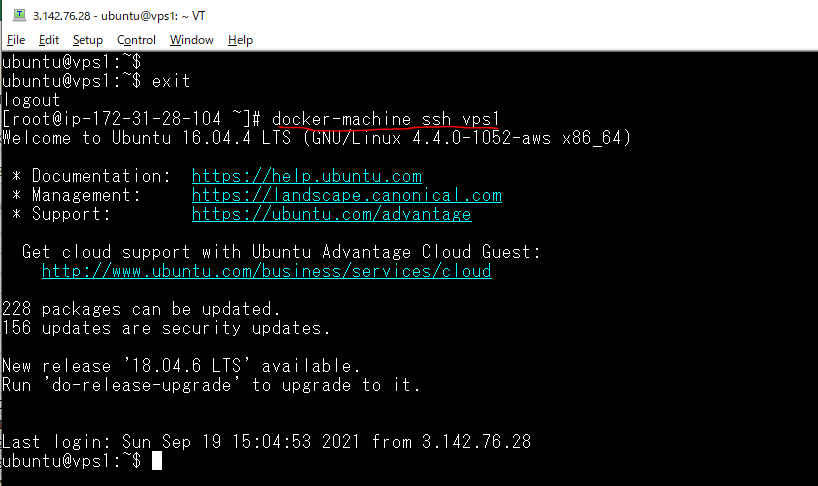 3.142.76.28 - ubuntu@vps1: ~ VT
File Edit Setup Control Window Help
ubuntu@vps1:~$
ubuntu@vps1:~$ exit
logout
[root@ip-172-31-28-104 ~]# docker-machine ssh vps1
Welcome to Ubuntu 16.04.4 LTS (GNU/Linux 4.4.0-1052-aws x86_64)
* Documentation: https://help.ubuntu.com
* Management: https://landscape.canonical.com
* Support: https://ubuntu.com/advantage
Get cloud support with Ubuntu Advantage Cloud Guest:
http://www.ubuntu.com/business/services/cloud
228 packages can be updated.
156 updates are security updates.
New release '18.04.6 LTS' available.
Run 'do-release-upgrade' to upgrade to it.
Last login: Sun Sep 19 15:04:53 2021 from 3.142.76.28
ubuntu@vps1:~$